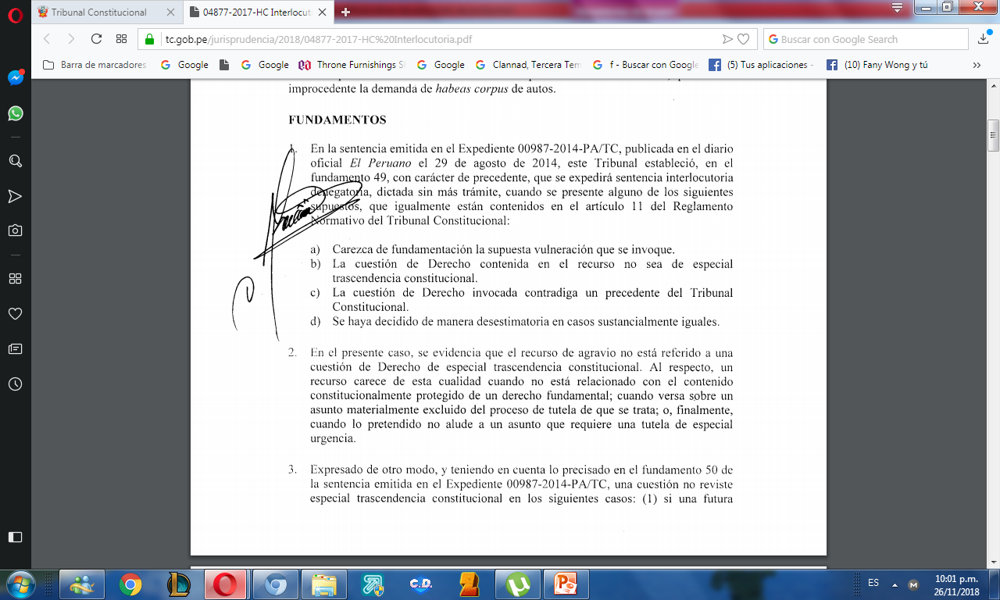 Tribunal Constitucional
04877-2017-HC Interlocut
tc.gob.pe/jurisprudencia/2018/04877-2017-HC%20Interlocutoria.pdf
Buscar con Google Search
Barra de marcadores
Google
Google
Throne Furnishings S
Google
Clannad, Tercera Tem
f - Buscar con Google
(5) Tus aplicaciones -
(10) Fany Wong y tú
improcedente la demanda de habeas corpus de autos.
FUNDAMENTOS
1. En la sentencia emitida en el Expediente 00987-2014-PA/TC, publicada en el diario
oficial El Peruano el 29 de agosto de 2014, este Tribunal estableció, en el
fundamento 49, con carácter de precedente, que se expedirá sentencia interlocutoria
denegatoria, dictada sin más trámite, cuando se presente alguno de los siguientes
supuestos, que igualmente están contenidos en el artículo 11 del Reglamento
Normativo del Tribunal Constitucional:
a) Carezca de fundamentación la supuesta vulneración que se invoque.
b) La cuestión de Derecho contenida en el recurso no sea de especial
trascendencia constitucional.
c) La cuestión de Derecho invocada contradiga un precedente del Tribunal
Constitucional.
d) Se haya decidido de manera desestimatoria en casos sustancialmente iguales.
2. En el presente caso, se evidencia que el recurso de agravio no está referido a una
cuestión de Derecho de especial trascendencia constitucional. Al respecto, un
recurso carece de esta cualidad cuando no está relacionado con el contenido
constitucionalmente protegido de un derecho fundamental; cuando versa sobre un
asunto materialmente excluido del proceso de tutela de que se trata; o, finalmente,
cuando lo pretendido no alude a un asunto que requiere una tutela de especial
urgencia.
3. Expresado de otro modo, y teniendo en cuenta lo precisado en el fundamento 50 de
la sentencia emitida en el Expediente 00987-2014-PA/TC, una cuestión no reviste
especial trascendencia constitucional en los siguientes casos: (1) si una futura
C.D.
ES
10:01 p.m.
26/11/2018